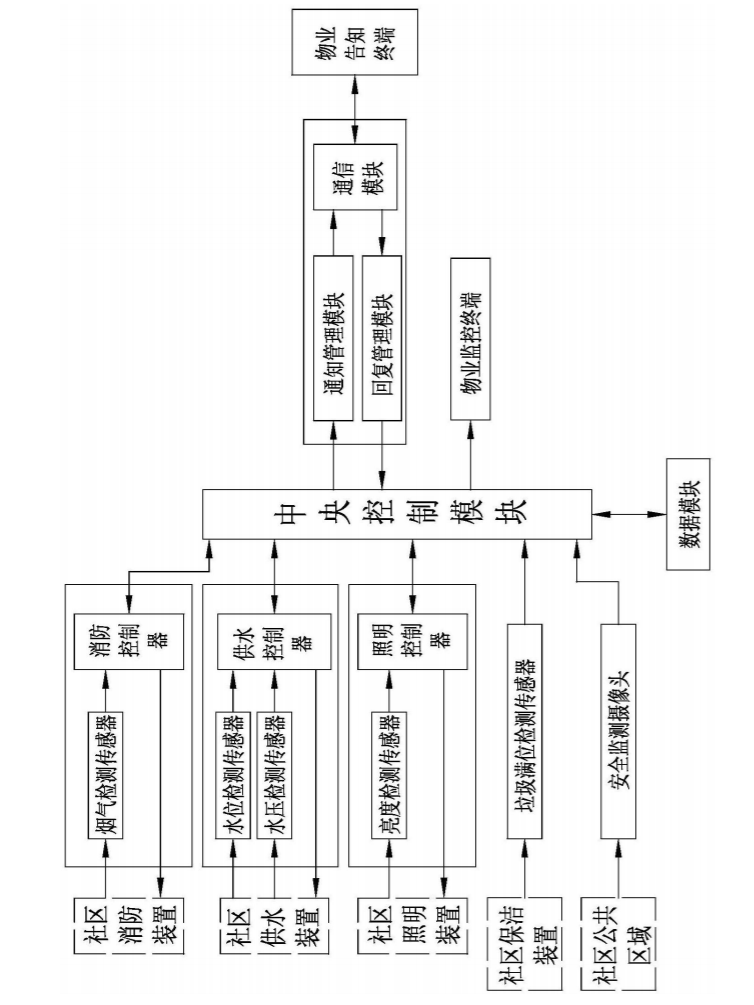 社区
消防
装置
烟气检测传感器
消防
控制
器
社区
供水
装置
水位检测传感器
水压检测传感器
供水
控制
器
社区
照明
装置
亮度检测传感器
照明
控制
器
社区保洁
装置
垃圾满位检测传感器
社区公共
区域
安全监测摄像头
中央控制模块
数据模块
通知管理模块
回复管理模块
通信
模块
物业
告知
终端
物业监控终端